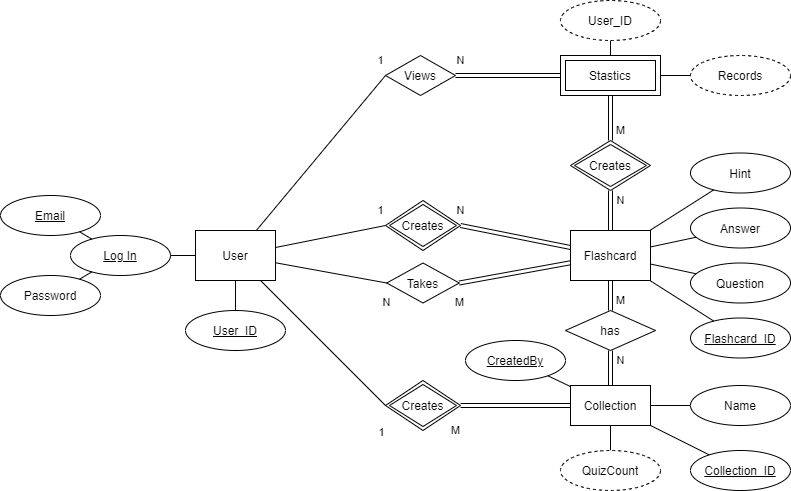 User_ID
1
Views
N
Stastics
Records
M
Creates
N
Hint
1
Creates
N
Email
Answer
Log In
User
Flashcard
Takes
Question
Password
N
M
M
User_ID
has
Flashcard_ID
CreatedBy
N
Creates
Collection
Name
1
M
QuizCount
Collection_ID